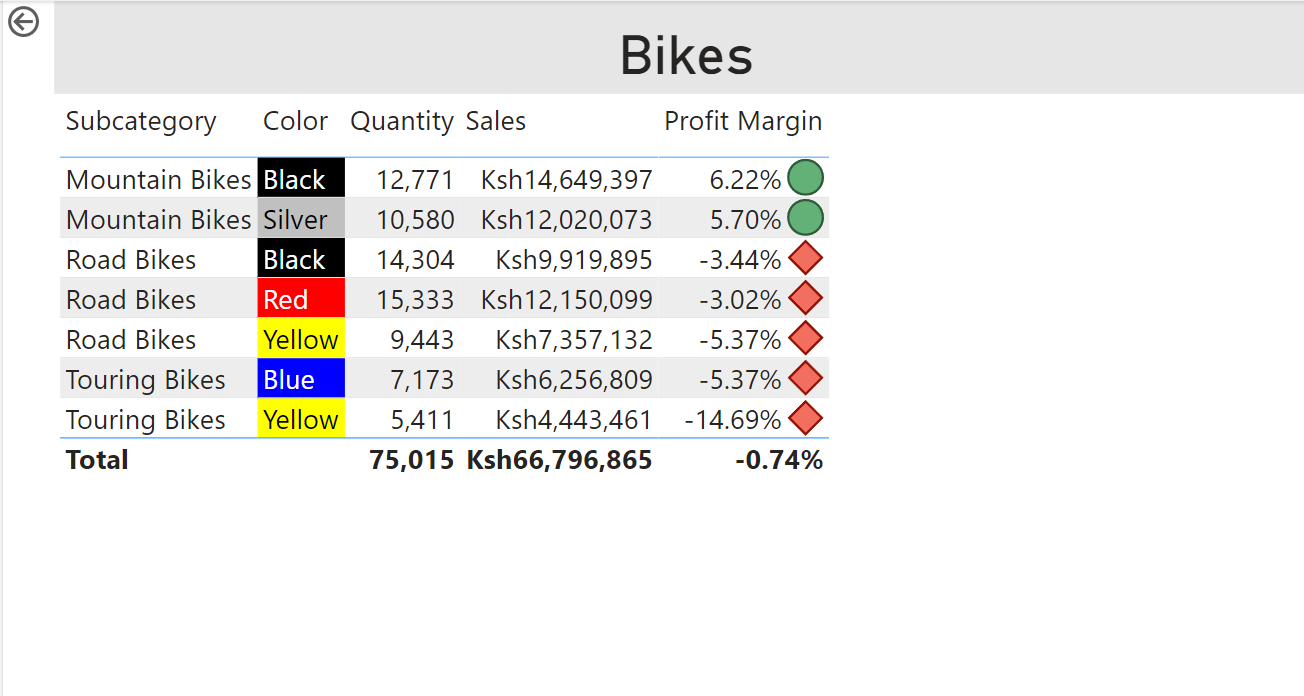 Bikes
Subcategory Color Quantity Sales Profit Margin
Mountain Bikes Black 12,771 Ksh14,649,397 6.22%
Mountain Bikes Silver 10,580 Ksh12,020,073 5.70%
Road Bikes Black 14,304 Ksh9,919,895 -3.44%
Road Bikes Red 15,333 Ksh12,150,099 -3.02%
Road Bikes Yellow 9,443 Ksh7,357,132 -5.37%
Touring Bikes Blue 7,173 Ksh6,256,809 -5.37%
Touring Bikes Yellow 5,411 Ksh4,443,461 -14.69%
Total 75,015 Ksh66,796,865 -0.74%